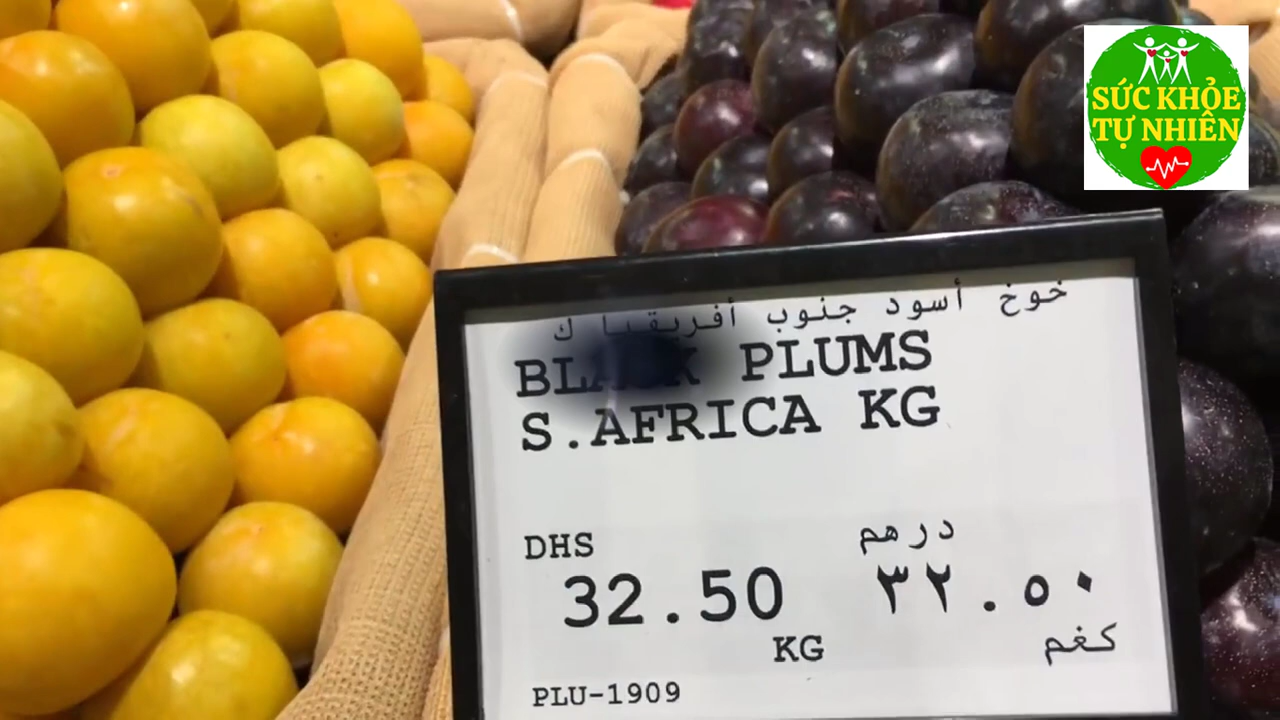 SỨC KHỎE
TỰ NHIÊN
خوخ أسود جنوب أفريقيا ك
PLUMS
S.AFRICA KG
DHS
درهم
32.50
٣٢.٥٠
KG
كغم
PLU-1909